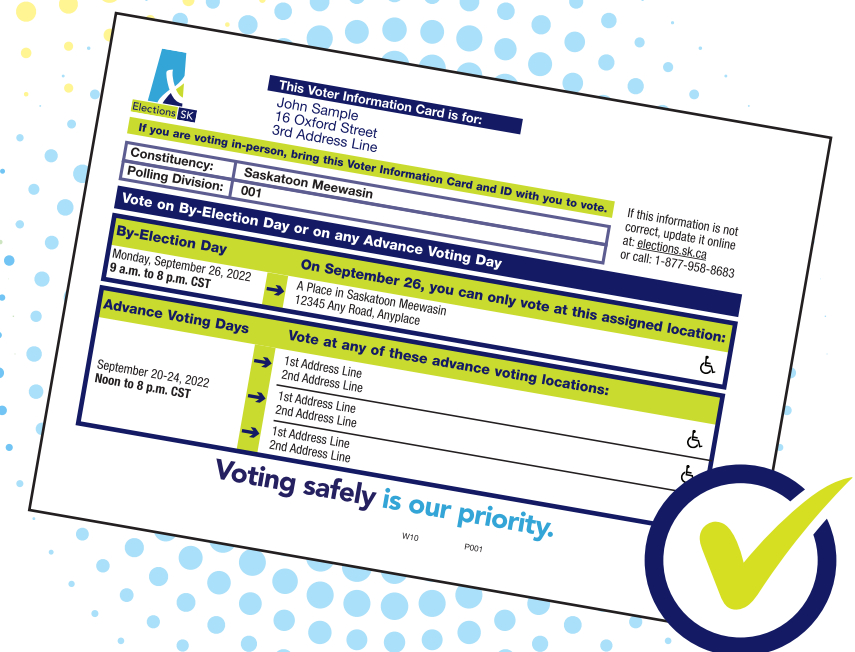 Elections SK
This Voter Information Card is for:
John Sample
16 Oxford Street
3rd Address Line
If you are voting in-person, bring this Voter Information Card and ID with you to vote.
Constituency: Saskatoon Meewasin
Polling Division: 001
If this information is not
correct, update it online
at: elections.sk.ca
or call: 1-877-958-8683
Vote on By-Election Day or on any Advance Voting Day
By-Election Day
On September 26, you can only vote at this assigned location:
Monday, September 26, 2022
9 a.m. to 8 p.m. CST
A Place in Saskatoon Meewasin
12345 Any Road, Anyplace
Advance Voting Days
Vote at any of these advance voting locations:
September 20-24, 2022
Noon to 8 p.m. CST
1st Address Line
2nd Address Line
1st Address Line
2nd Address Line
1st Address Line
2nd Address Line
Voting safely is our priority.
W10 P001